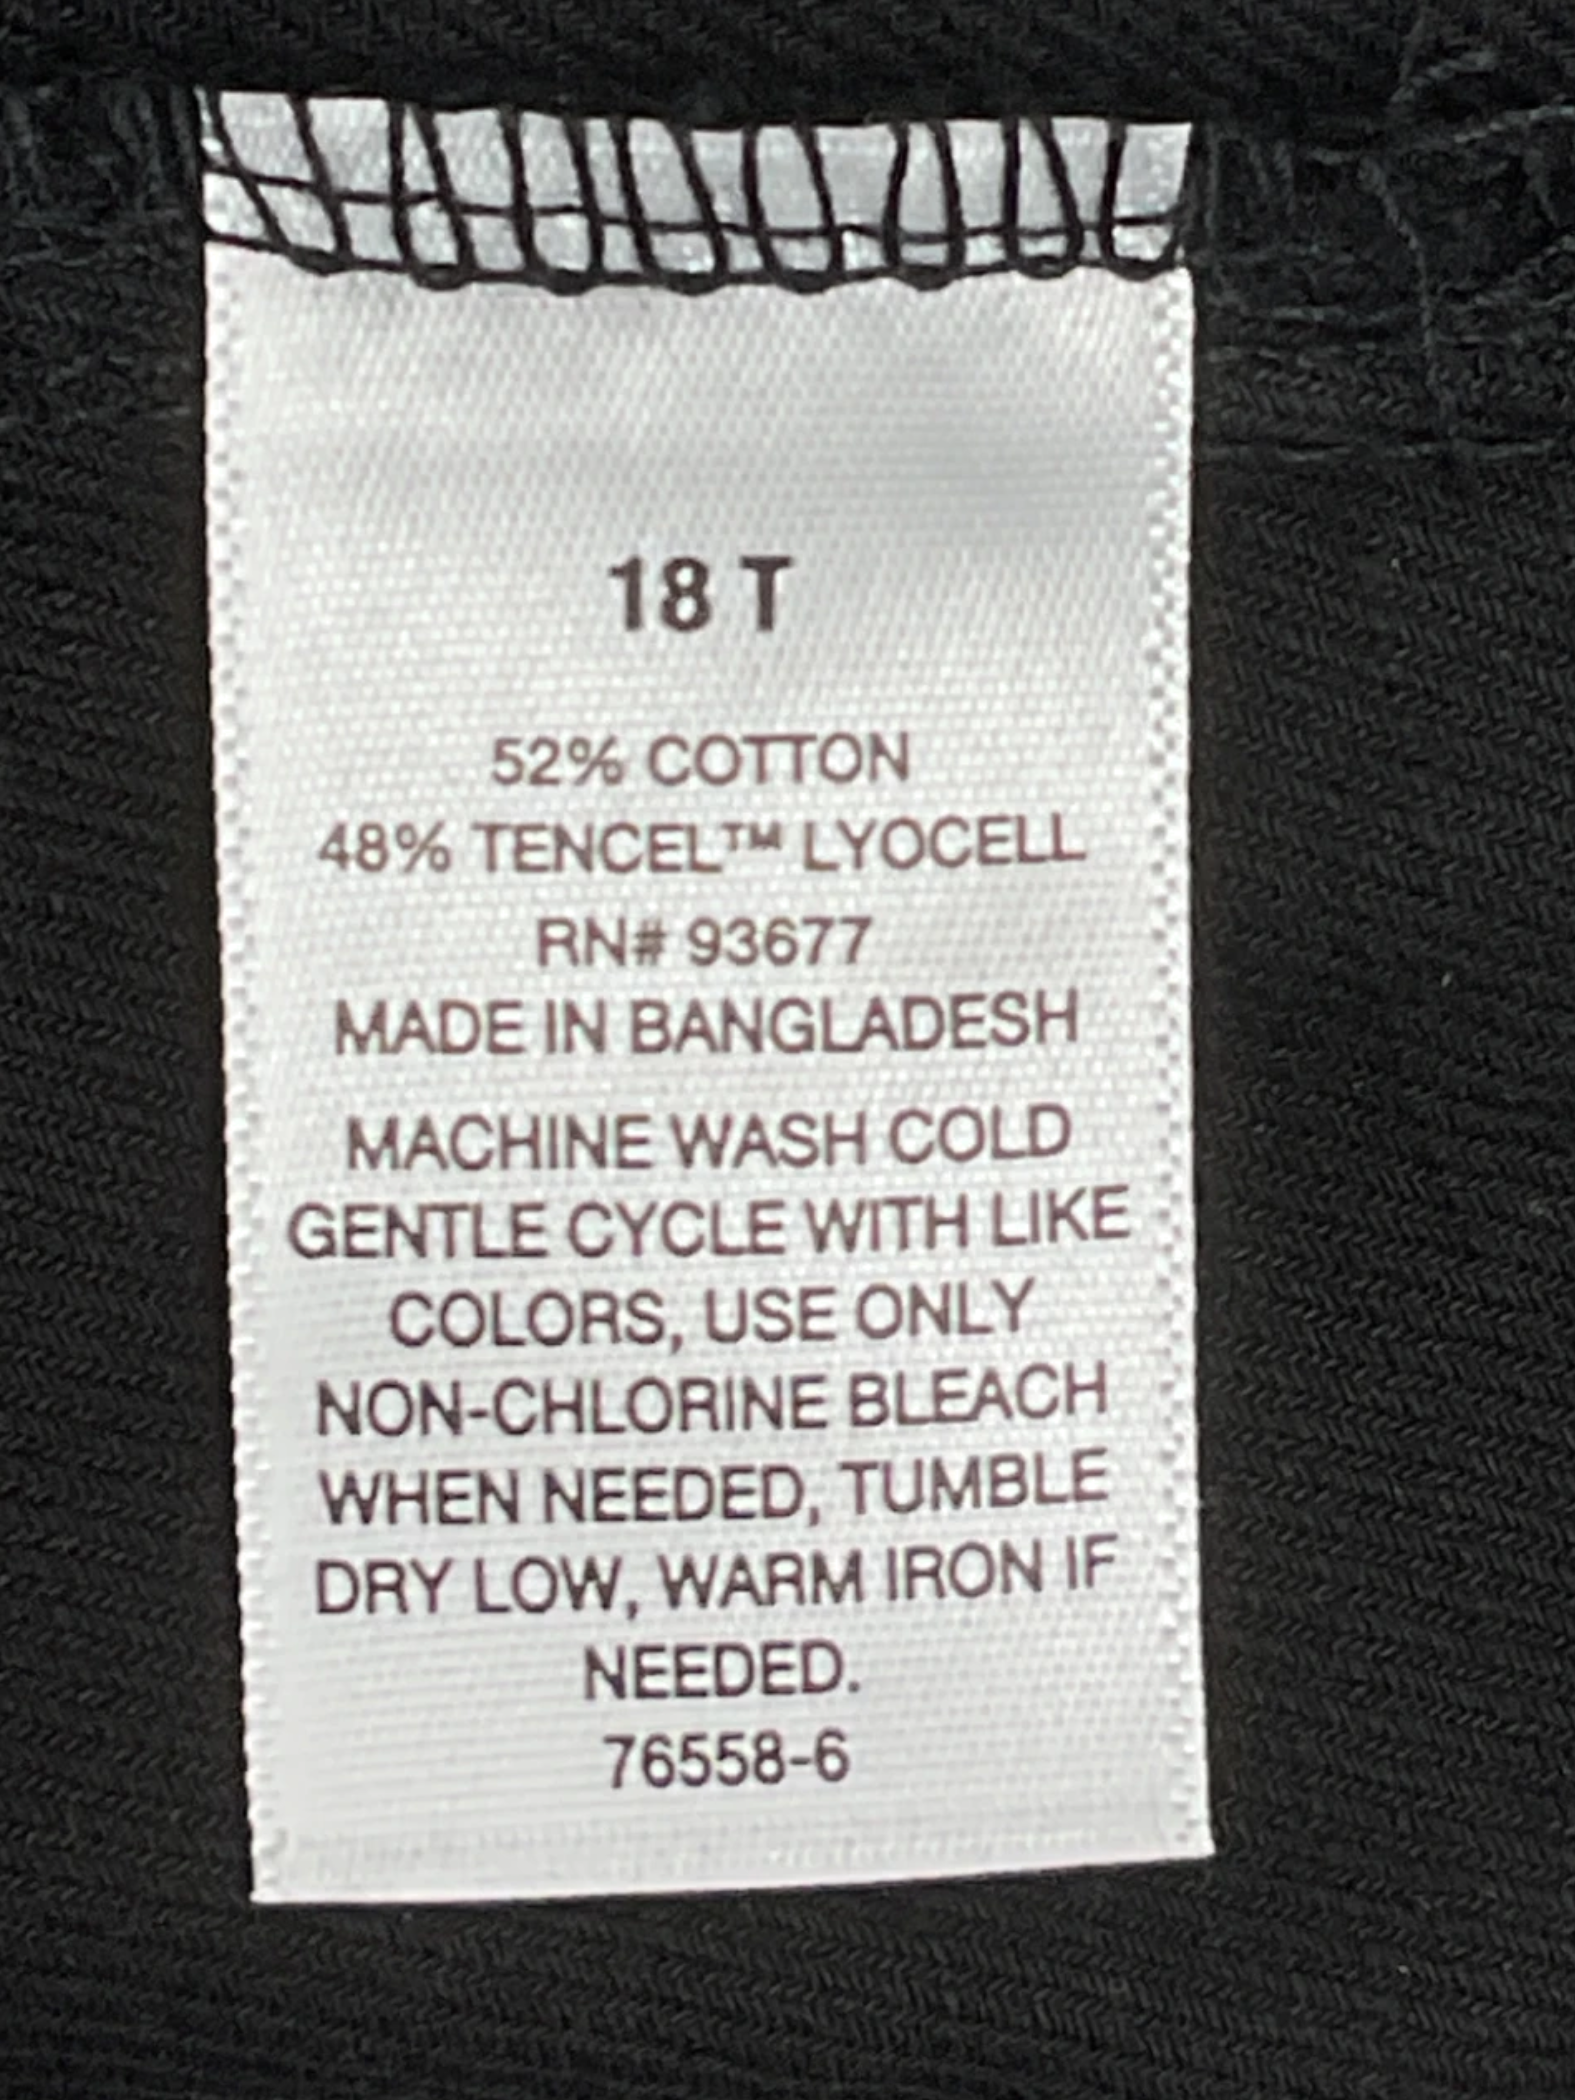 18 T
52% COTTON
48% TENCEL™ LYOCELL
RN# 93677
MADE IN BANGLADESH
MACHINE WASH COLD
GENTLE CYCLE WITH LIKE
COLORS, USE ONLY
NON-CHLORINE BLEACH
WHEN NEEDED, TUMBLE
DRY LOW, WARM IRON IF
NEEDED.
76558-6